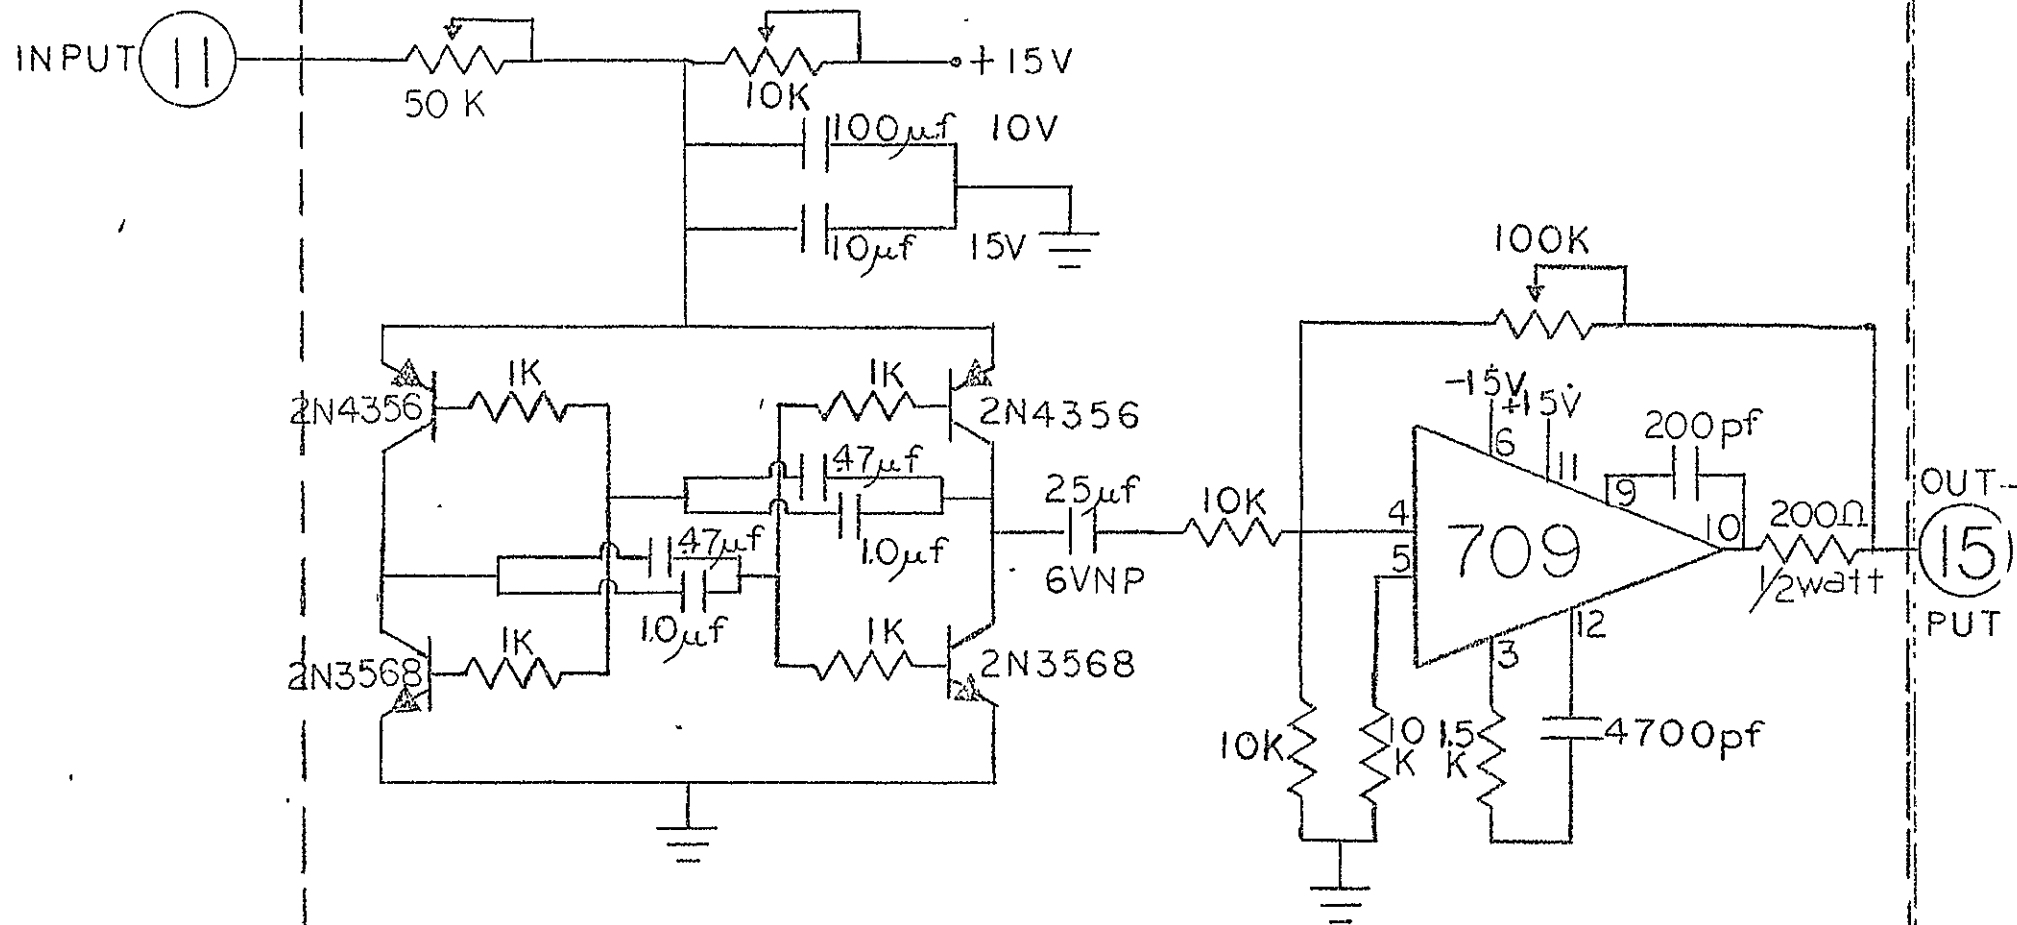 INPUT 11
50 K
10K
+15V
100µf 10V
10µf 15V
100K
2N4356
1K
1K
2N4356
-15V
+15V
200pf
6
11
9
10
.47µf
1.0µf
.47µf
1.0µf
25µf
6VNP
10K
4
5
709
200Ω
1/2watt
OUT-
15
PUT
2N3568
1K
1K
2N3568
3
12
10K
10
K
1.5
K
4700pf